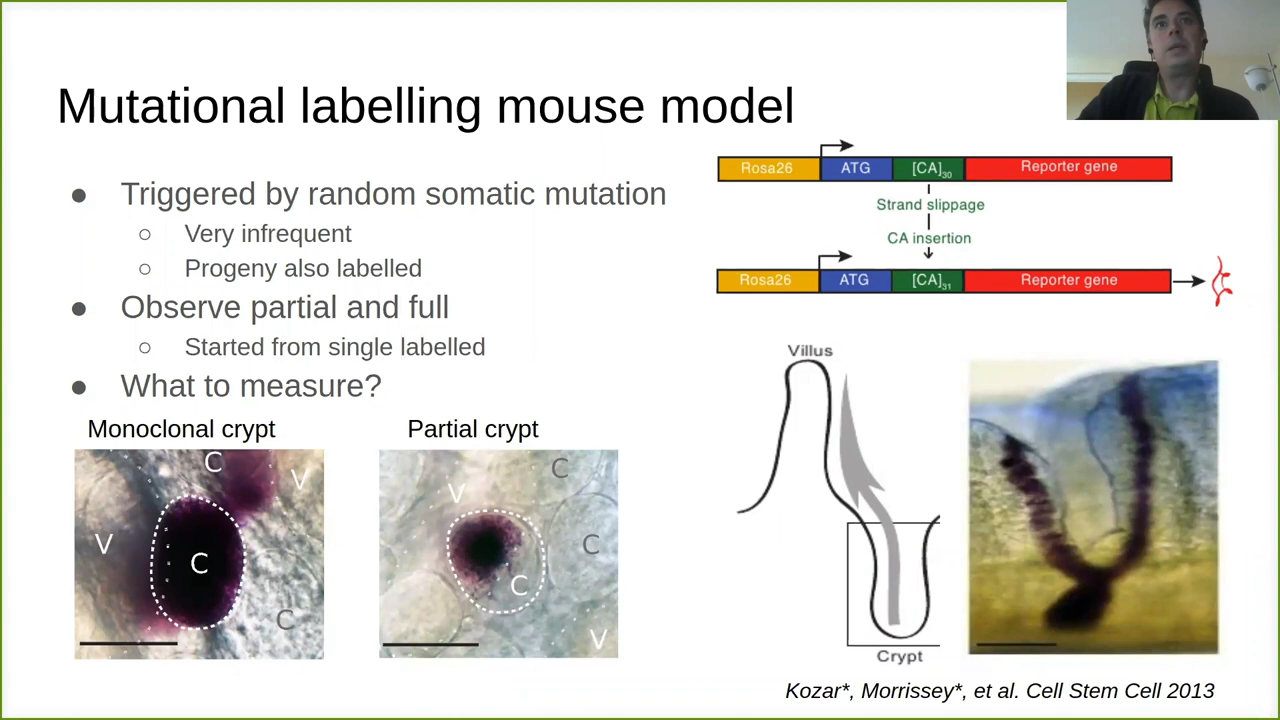 Mutational labelling mouse model
● Triggered by random somatic mutation
○ Very infrequent
○ Progeny also labelled
● Observe partial and full
○ Started from single labelled
● What to measure?
Monoclonal crypt
Partial crypt
C
V
V
C
C
C
V
C
C
V
Rosa26 ATG [CA]30 Reporter gene
Strand slippage
CA insertion
Rosa26 ATG [CA]31 Reporter gene
Villus
Crypt
Kozar*, Morrissey*, et al. Cell Stem Cell 2013